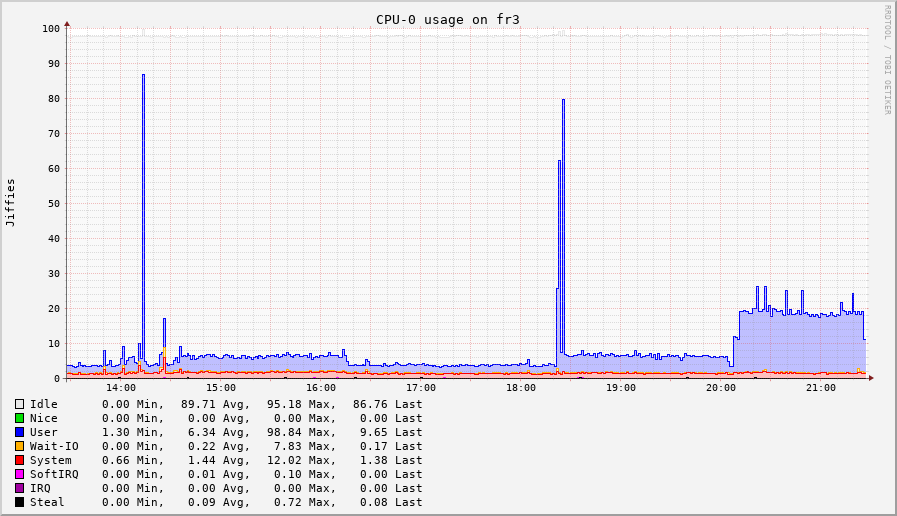 CPU-0 usage on fr3
RRDTOOL / TOBI OETIKER
Jiffies
100
90
80
70
60
50
40
30
20
10
0
14:00 15:00 16:00 17:00 18:00 19:00 20:00 21:00
Idle 0.00 Min, 89.71 Avg, 95.18 Max, 86.76 Last
Nice 0.00 Min, 0.00 Avg, 0.00 Max, 0.00 Last
User 1.30 Min, 6.34 Avg, 98.84 Max, 9.65 Last
Wait-IO 0.00 Min, 0.22 Avg, 7.83 Max, 0.17 Last
System 0.66 Min, 1.44 Avg, 12.02 Max, 1.38 Last
SoftIRQ 0.00 Min, 0.01 Avg, 0.10 Max, 0.00 Last
IRQ 0.00 Min, 0.00 Avg, 0.00 Max, 0.00 Last
Steal 0.00 Min, 0.09 Avg, 0.72 Max, 0.08 Last